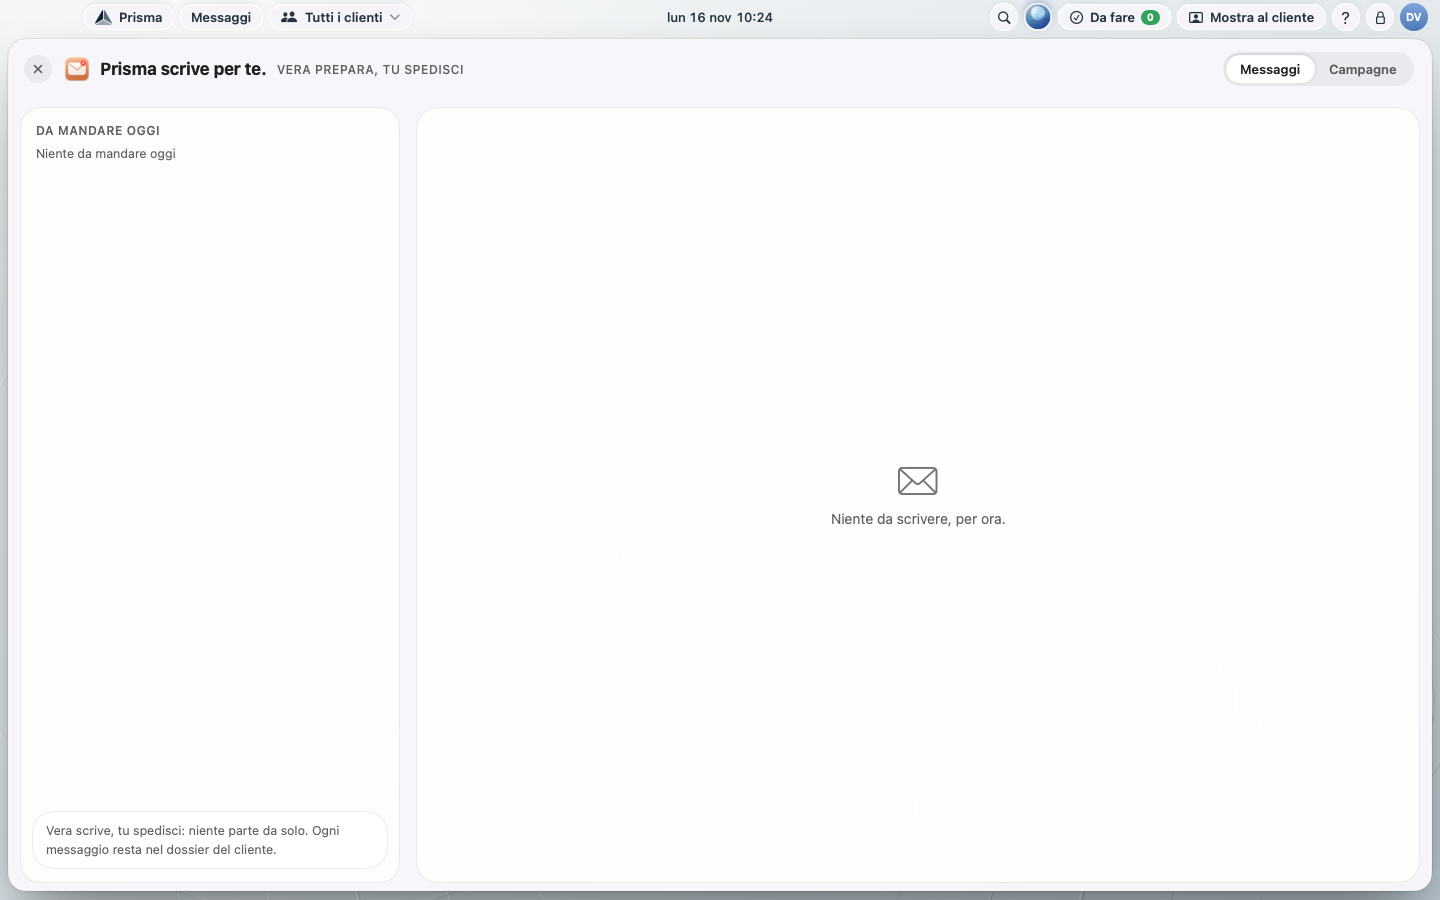 Prisma
Messaggi
Tutti i clienti
lun 16 nov 10:24
Da fare 0
Mostra al cliente
?
DV
Prisma scrive per te. VERA PREPARA, TU SPEDISCI
Messaggi
Campagne
DA MANDARE OGGI
Niente da mandare oggi
Niente da scrivere, per ora.
Vera scrive, tu spedisci: niente parte da solo. Ogni
messaggio resta nel dossier del cliente.